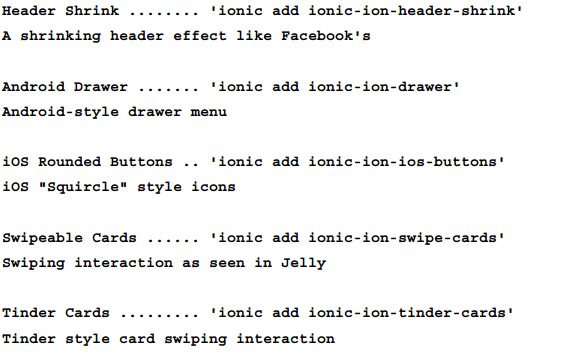 Header Shrink ........ 'ionic add ionic-ion-header-shrink'
A shrinking header effect like Facebook's
Android Drawer ....... 'ionic add ionic-ion-drawer'
Android-style drawer menu
iOS Rounded Buttons .. 'ionic add ionic-ion-ios-buttons'
iOS "Squircle" style icons
Swipeable Cards ...... 'ionic add ionic-ion-swipe-cards'
Swiping interaction as seen in Jelly
Tinder Cards ......... 'ionic add ionic-ion-tinder-cards'
Tinder style card swiping interaction